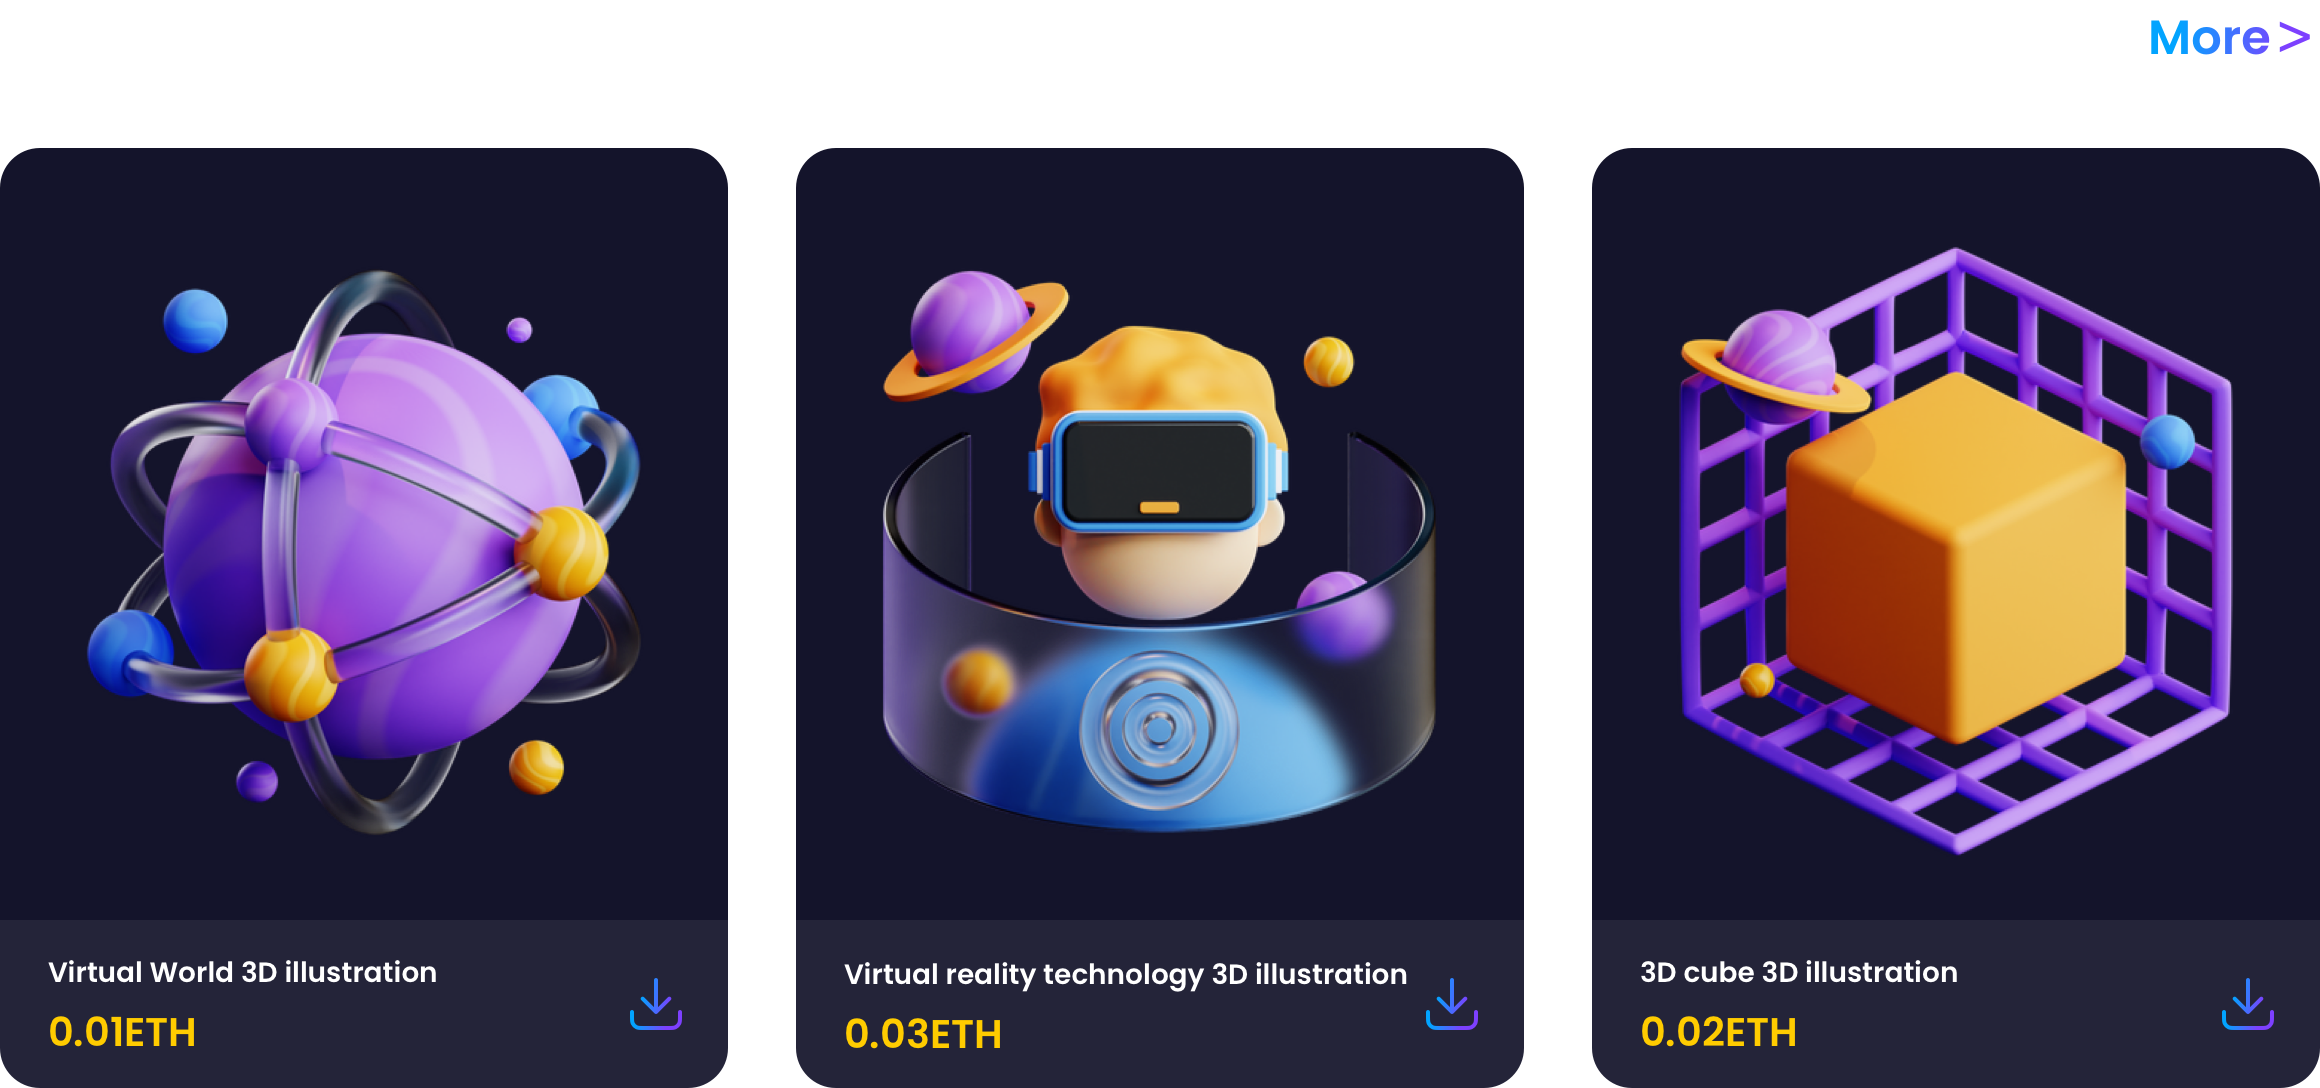 More >
Virtual World 3D illustration
0.01ETH
Virtual reality technology 3D illustration
0.03ETH
3D cube 3D illustration
0.02ETH